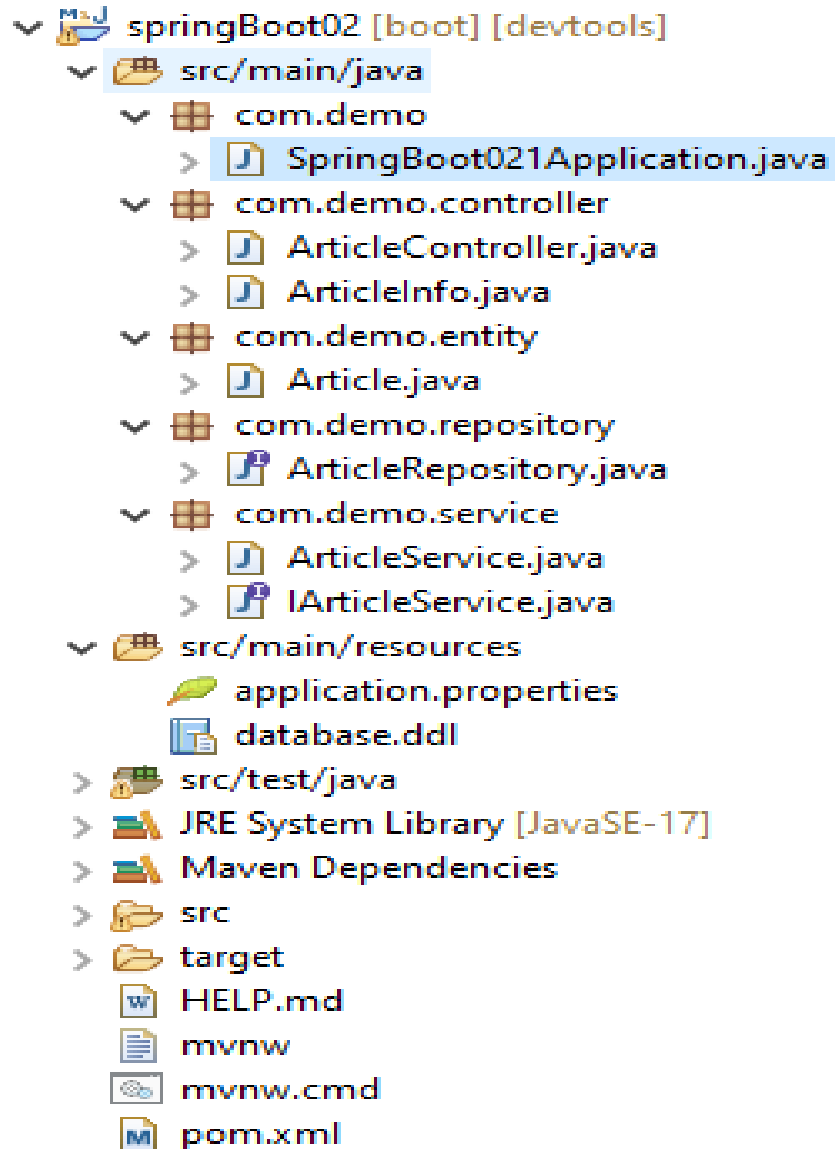 springBoot02 [boot] [devtools]
src/main/java
com.demo
SpringBoot021Application.java
com.demo.controller
ArticleController.java
ArticleInfo.java
com.demo.entity
Article.java
com.demo.repository
ArticleRepository.java
com.demo.service
ArticleService.java
IArticleService.java
src/main/resources
application.properties
database.ddl
src/test/java
JRE System Library [JavaSE-17]
Maven Dependencies
src
target
HELP.md
mvnw
mvnw.cmd
pom.xml